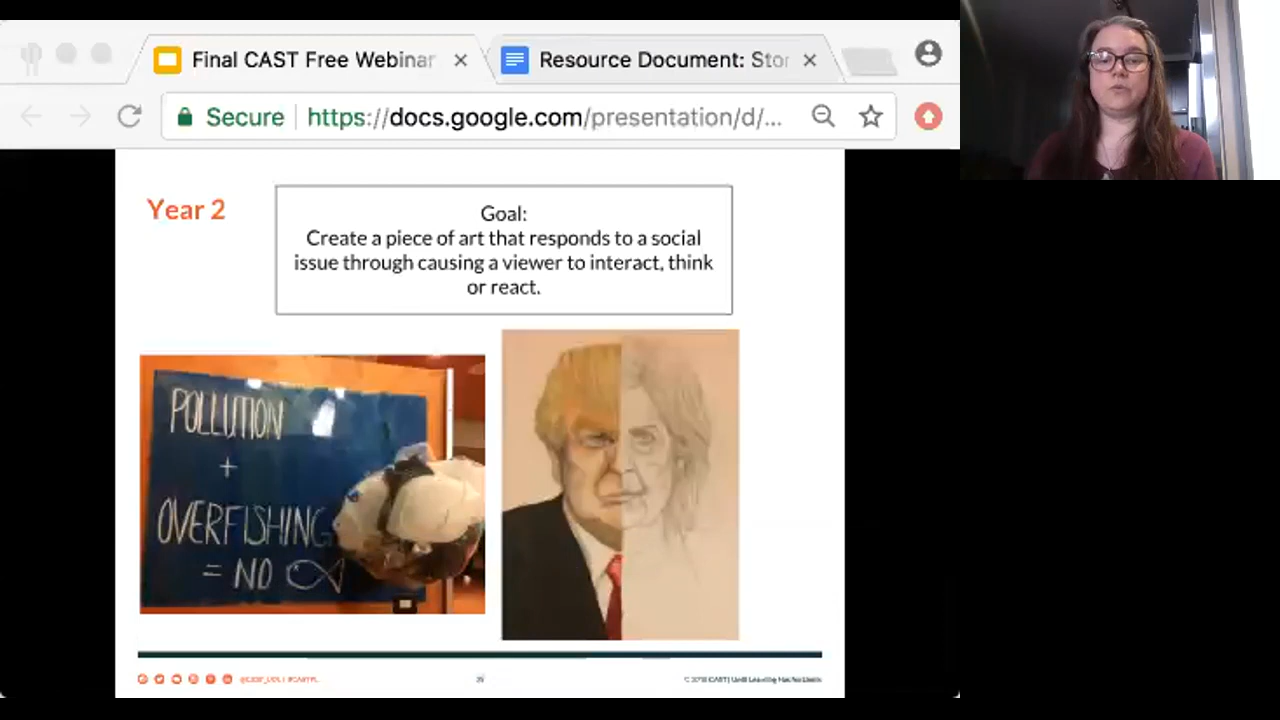 Final CAST Free Webinar
Resource Document: Stor
Secure
https://docs.google.com/presentation/d/...
Year 2
Goal:
Create a piece of art that responds to a social
issue through causing a viewer to interact, think
or react.
POLLUTION
+
OVERFISHING
= NO